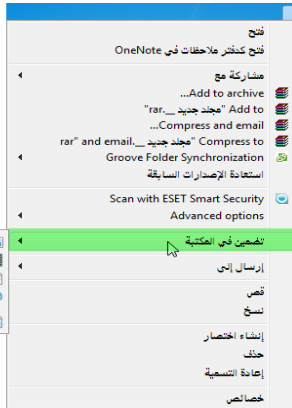 فتح
فتح كدفتر ملاحظات في OneNote
مشاركة مع
Add to archive...
Add to "مجلد جديد __.rar"
Compress and email...
Compress to "مجلد جديد __.rar" and email
Groove Folder Synchronization
استعادة الإصدارات السابقة
Scan with ESET Smart Security
Advanced options
تضمين في المكتبة
إرسال إلى
قص
نسخ
إنشاء اختصار
حذف
إعادة التسمية
خصائص